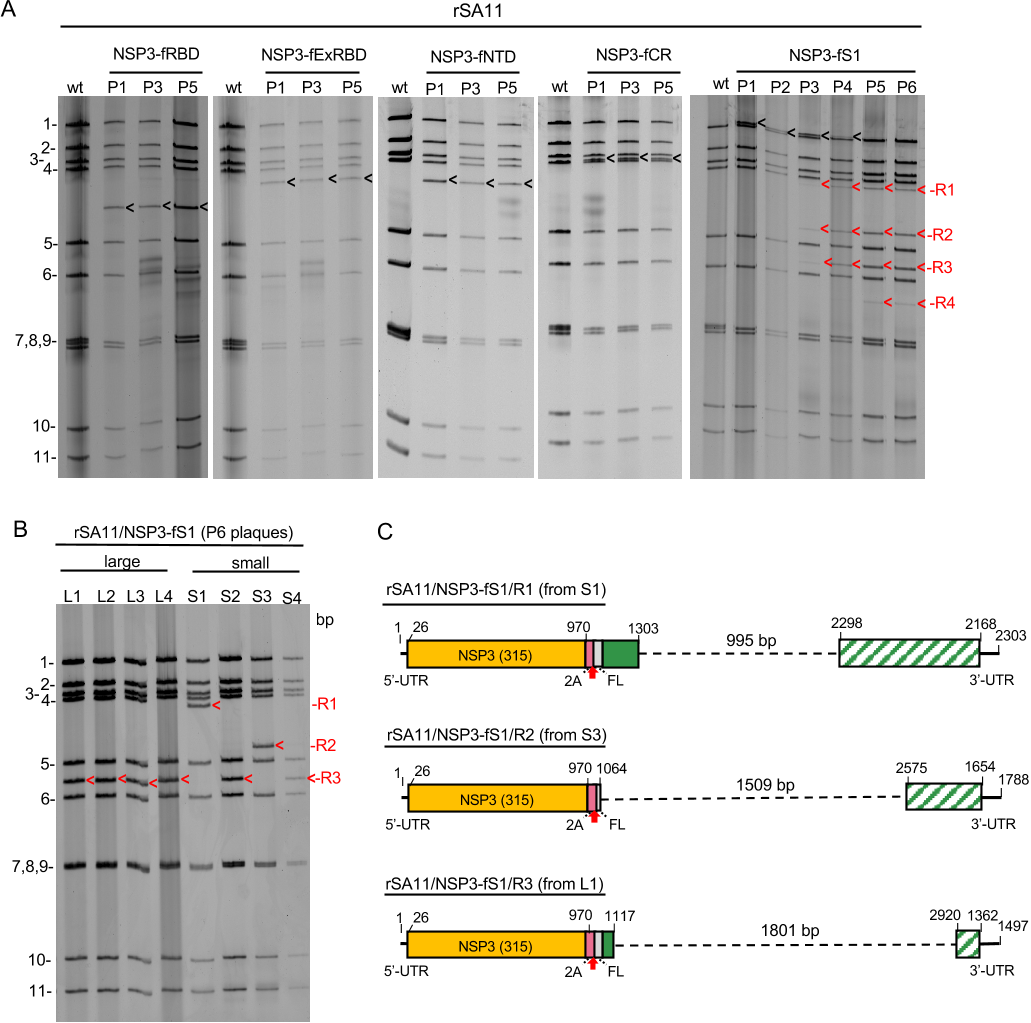 A
rSA11
NSP3-fRBD NSP3-fExRBD NSP3-fNTD NSP3-fCR NSP3-fS1
wt P1 P3 P5 wt P1 P3 P5 wt P1 P3 P5 wt P1 P3 P5 wt P1 P2 P3 P4 P5 P6
1-
2-
3-
4-
-R1
5-
-R2
6-
-R3
-R4
7,8,9-
10-
11-
B
rSA11/NSP3-fS1 (P6 plaques)
large small
L1 L2 L3 L4 S1 S2 S3 S4
bp
1-
2-
3-
4-
-R1
-R2
5-
-R3
6-
7,8,9-
10-
11-
C
rSA11/NSP3-fS1/R1 (from S1)
1 26 970 1303 995 bp 2298 2168 2303
NSP3 (315)
5'-UTR 2A FL 3'-UTR
rSA11/NSP3-fS1/R2 (from S3)
1 26 970 1064 1509 bp 2575 1654 1788
NSP3 (315)
5'-UTR 2A FL 3'-UTR
rSA11/NSP3-fS1/R3 (from L1)
1 26 970 1117 1801 bp 2920 1362 1497
NSP3 (315)
5'-UTR 2A FL 3'-UTR